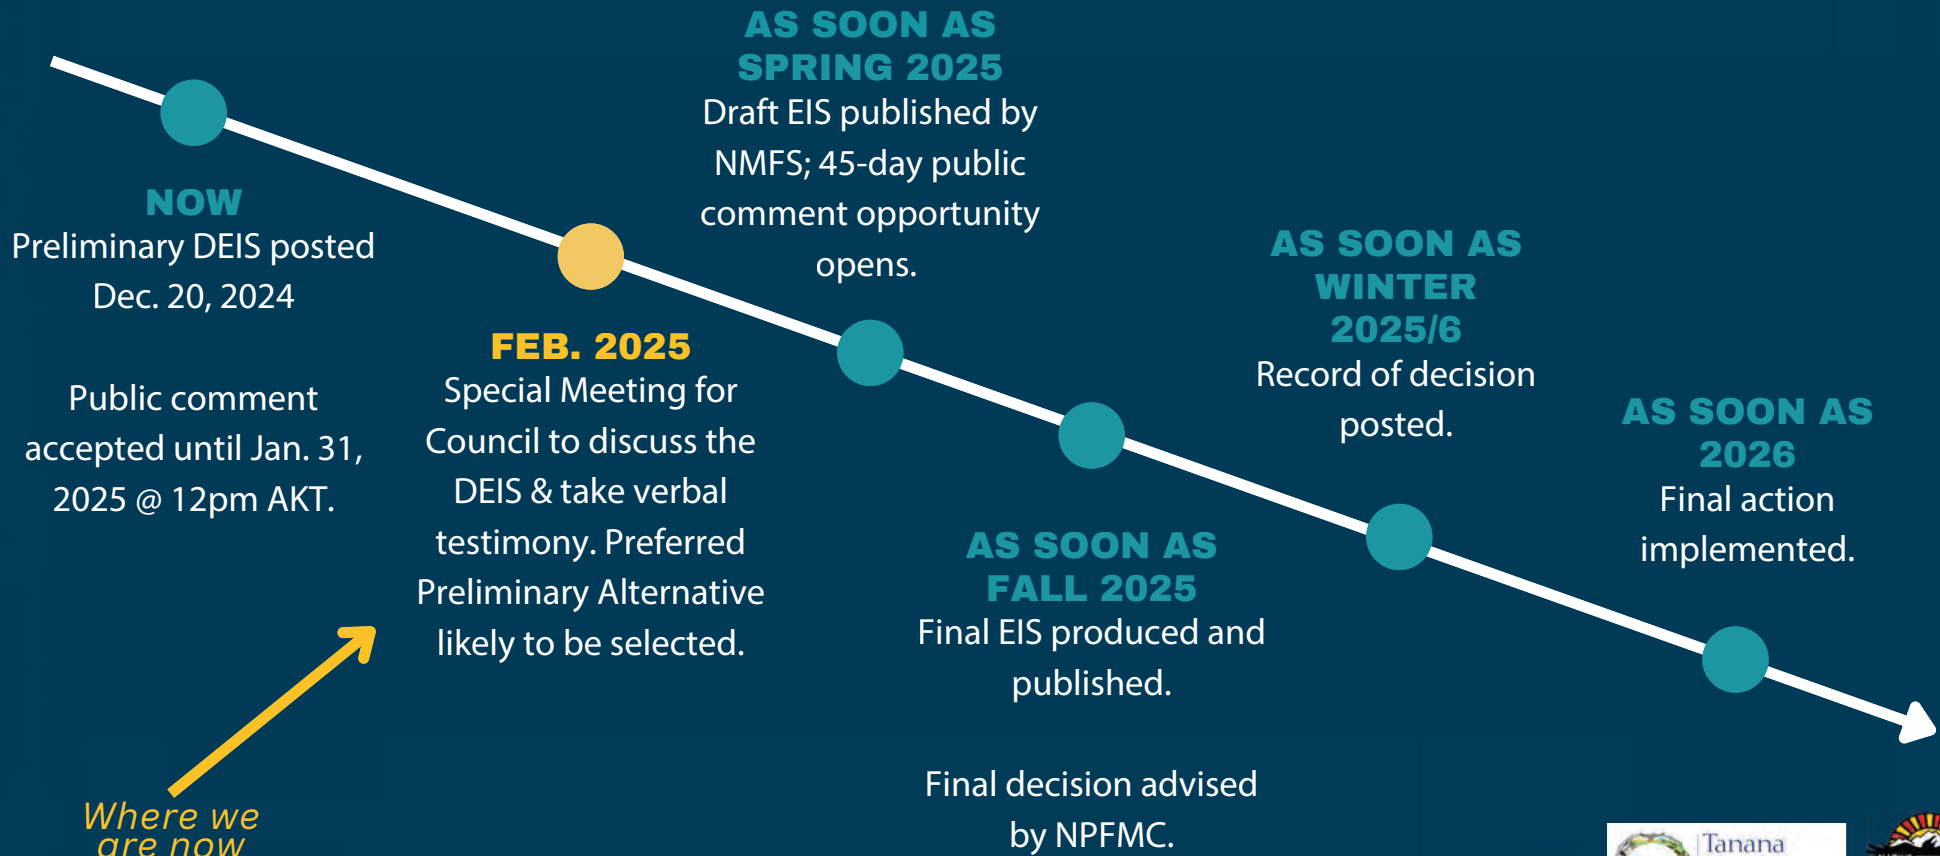 NOW
Preliminary DEIS posted
Dec. 20, 2024
Public comment
accepted until Jan. 31,
2025 @ 12pm AKT.
FEB. 2025
Special Meeting for
Council to discuss the
DEIS & take verbal
testimony. Preferred
Preliminary Alternative
likely to be selected.
Where we
are now
AS SOON AS
SPRING 2025
Draft EIS published by
NMFS; 45-day public
comment opportunity
opens.
AS SOON AS
FALL 2025
Final EIS produced and
published.
Final decision advised
by NPFMC.
AS SOON AS
WINTER
2025/6
Record of decision
posted.
AS SOON AS
2026
Final action
implemented.
Tanana